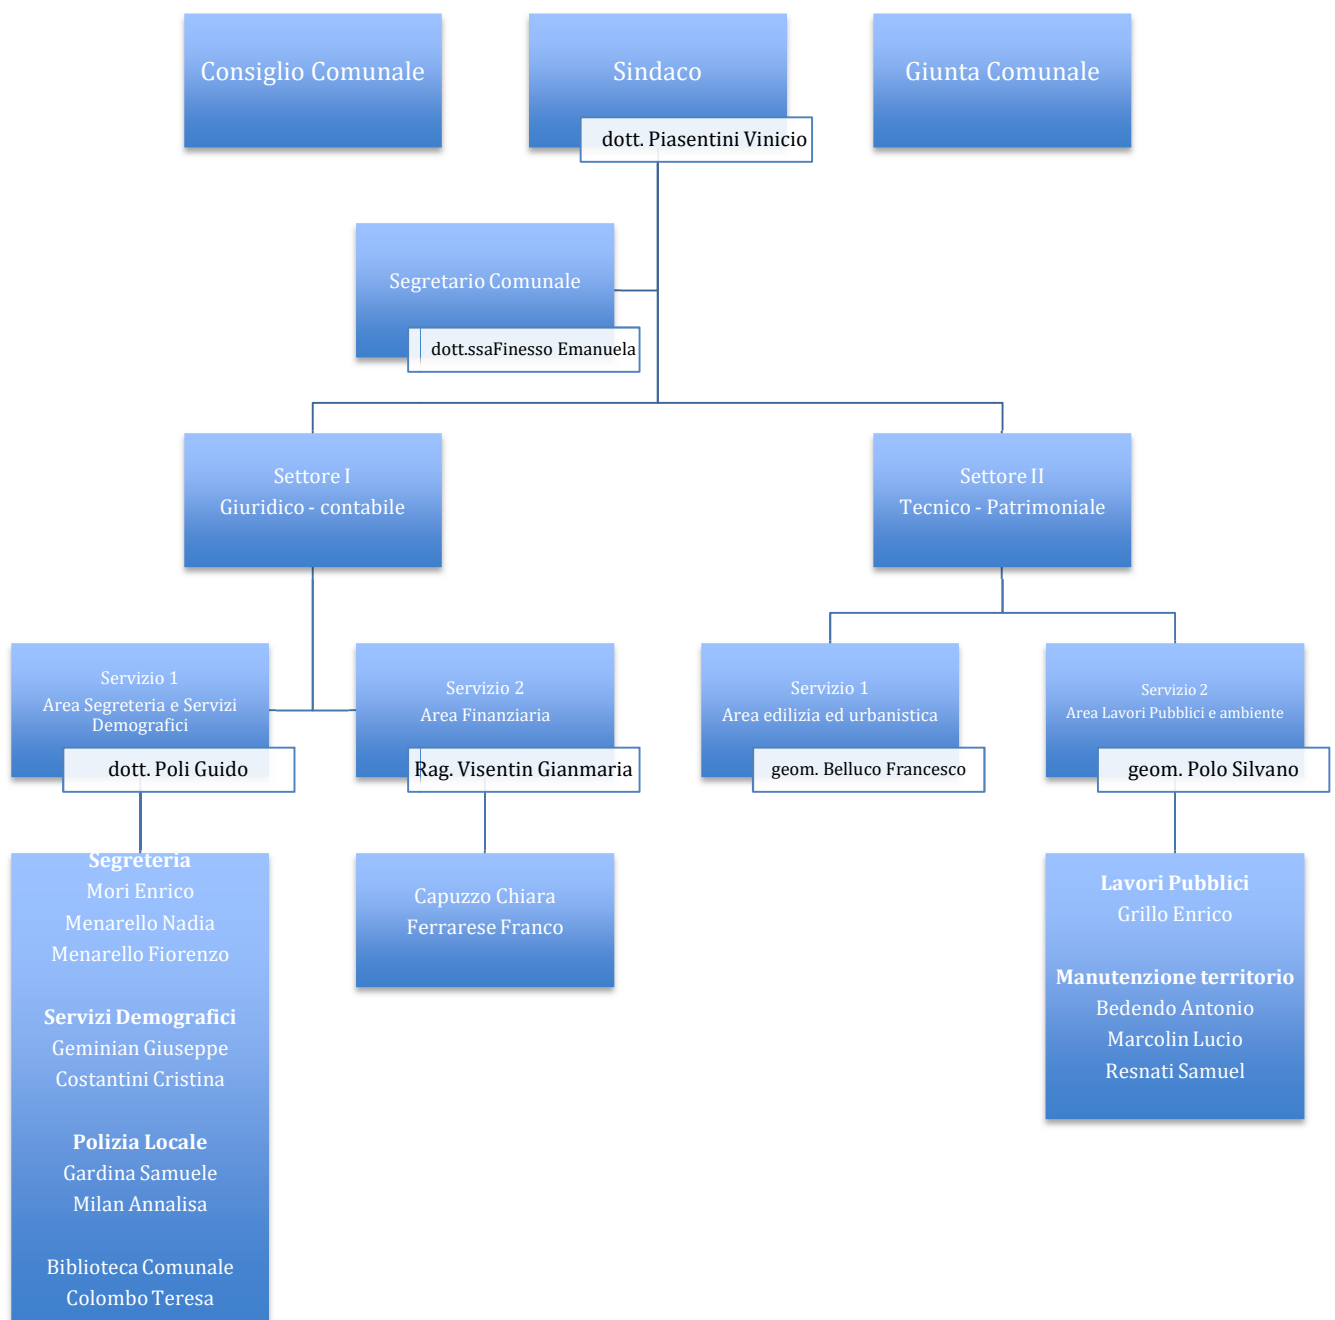 Consiglio Comunale
Sindaco
Giunta Comunale
dott. Piasentini Vinicio
Segretario Comunale
dott.ssaFinesso Emanuela
Settore I
Giuridico - contabile
Settore II
Tecnico - Patrimoniale
Servizio 1
Area Segreteria e Servizi
Demografici
dott. Poli Guido
Servizio 2
Area Finanziaria
Rag. Visentin Gianmaria
Servizio 1
Area edilizia ed urbanistica
geom. Belluco Francesco
Servizio 2
Area Lavori Pubblici e ambiente
geom. Polo Silvano
Segreteria
Mori Enrico
Menarello Nadia
Menarello Fiorenzo
Servizi Demografici
Geminian Giuseppe
Costantini Cristina
Polizia Locale
Gardina Samuele
Milan Annalisa
Biblioteca Comunale
Colombo Teresa
Capuzzo Chiara
Ferrarese Franco
Lavori Pubblici
Grillo Enrico
Manutenzione territorio
Bedendo Antonio
Marcolin Lucio
Resnati Samuel